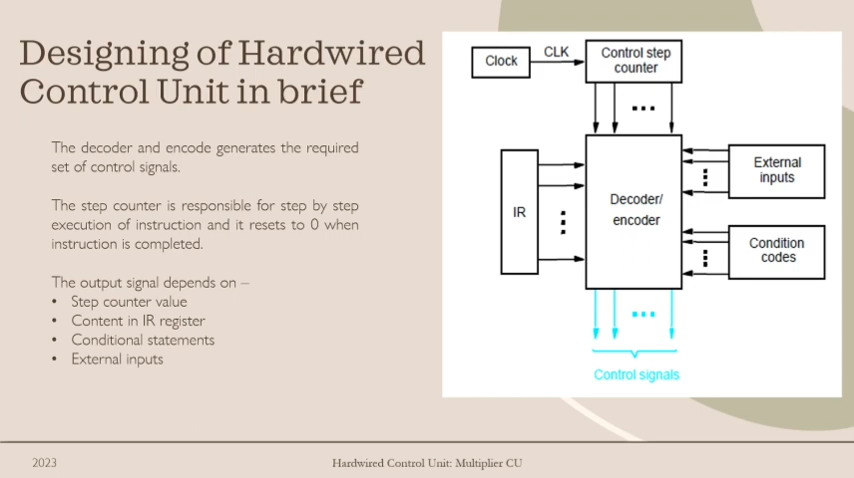 Designing of Hardwired
Control Unit in brief
The decoder and encode generates the required
set of control signals.
The step counter is responsible for step by step
execution of instruction and it resets to 0 when
instruction is completed.
The output signal depends on –
• Step counter value
• Content in IR register
• Conditional statements
• External inputs
Clock
CLK
Control step
counter
IR
Decoder/
encoder
External
inputs
Condition
codes
Control signals
2023
Hardwired Control Unit: Multiplier CU